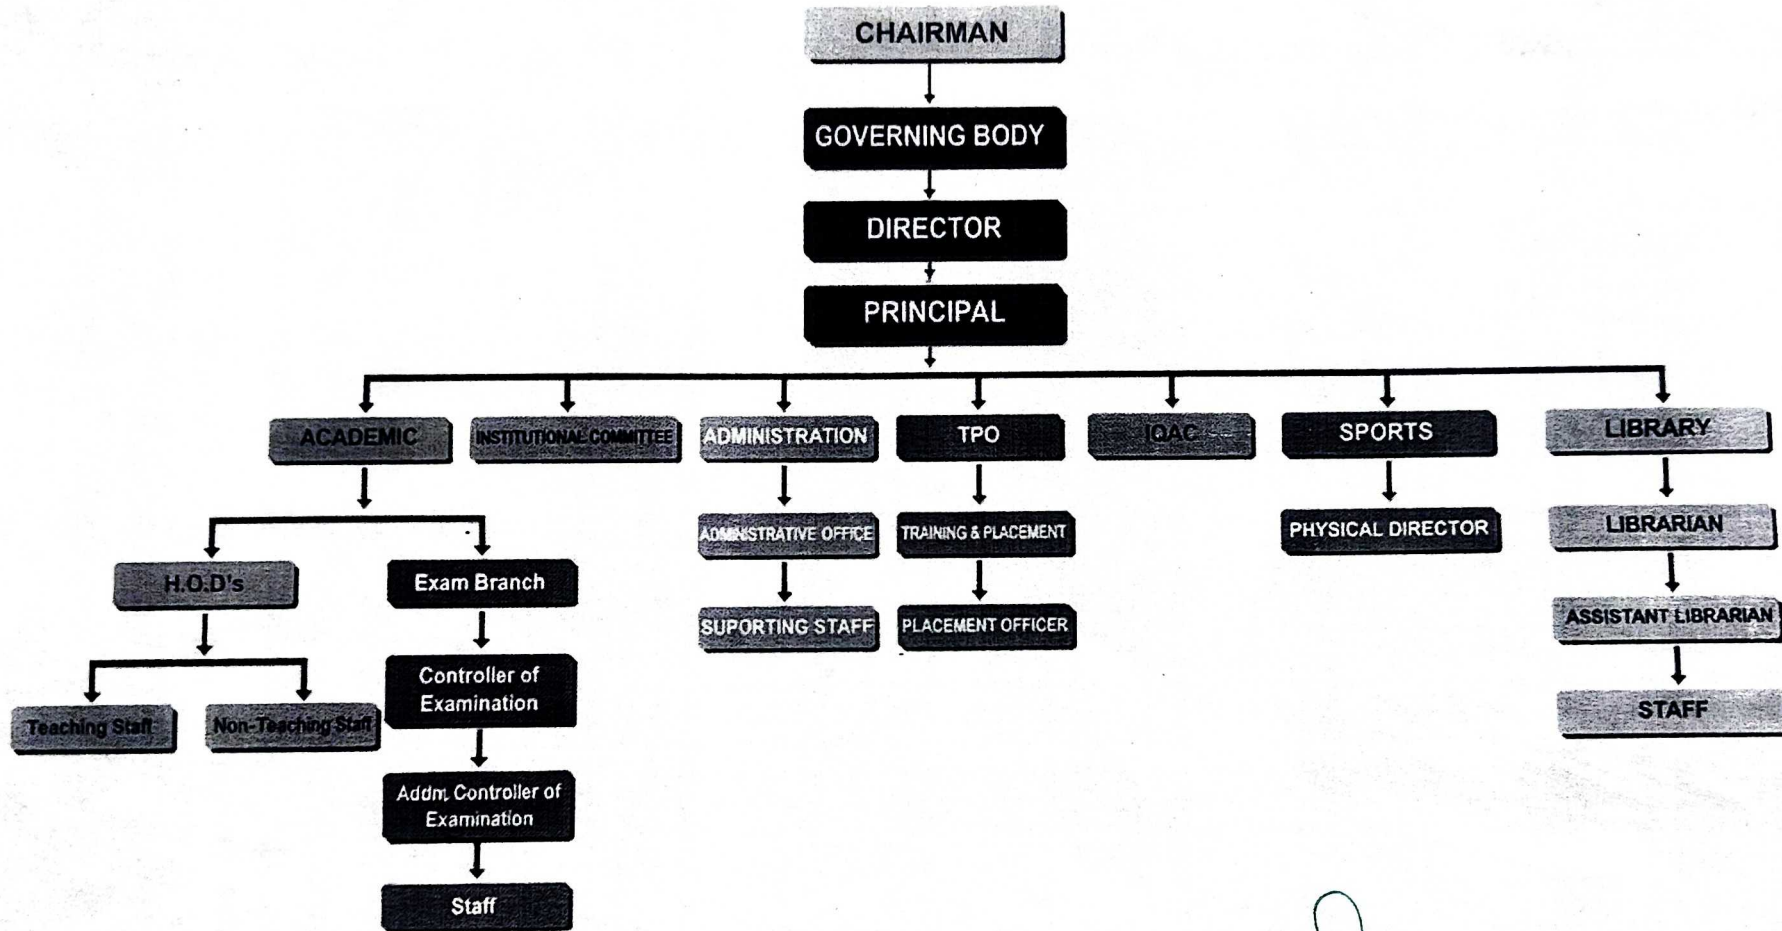 CHAIRMAN
GOVERNING BODY
DIRECTOR
PRINCIPAL
ACADEMIC
INSTITUTIONAL COMMITTEE
ADMINISTRATION
TPO
IQAC
SPORTS
LIBRARY
ADMINISTRATIVE OFFICE
TRAINING & PLACEMENT
PHYSICAL DIRECTOR
LIBRARIAN
H.O.D's
Exam Branch
SUPORTING STAFF
PLACEMENT OFFICER
ASSISTANT LIBRARIAN
Teaching Staff
Non-Teaching Staff
Controller of
Examination
STAFF
Addnl. Controller of
Examination
Staff